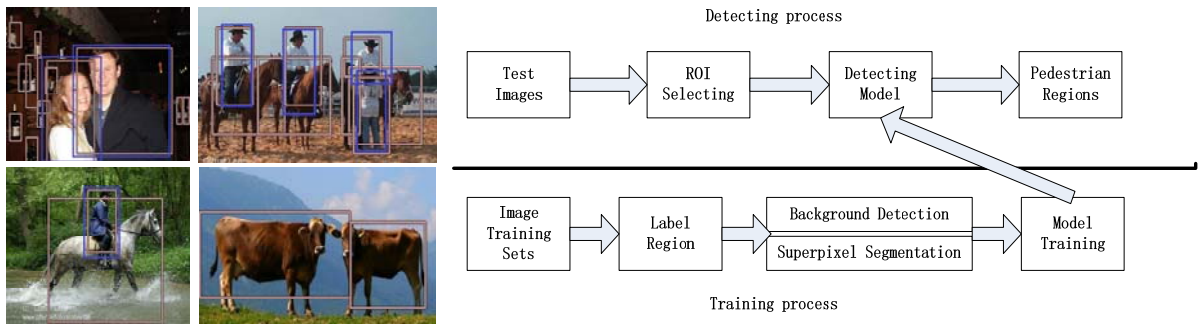 Detecting process
Test
Images
ROI
Selecting
Detecting
Model
Pedestrian
Regions
Image
Training
Sets
Label
Region
Background Detection
Superpixel Segmentation
Model
Training
Training process